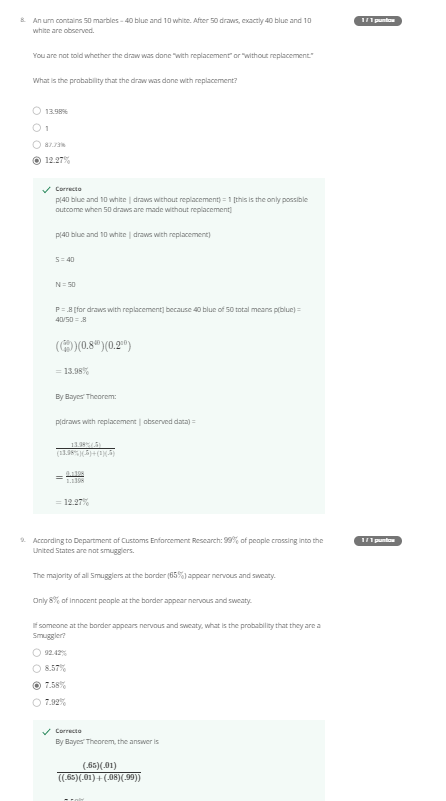 8. An urn contains 50 marbles – 40 blue and 10 white. After 50 draws, exactly 40 blue and 10
white are observed.
1 / 1 puntos
You are not told whether the draw was done "with replacement" or "without replacement."
What is the probability that the draw was done with replacement?
13.98%
1
87.73%
12.27%
Correcto
p(40 blue and 10 white | draws without replacement) = 1 [this is the only possible
outcome when 50 draws are made without replacement]
p(40 blue and 10 white | draws with replacement)
S = 40
N = 50
P = .8 [for draws with replacement] because 40 blue of 50 total means p(blue) =
40/50 = .8
((50 40))(0.8^40)(0.2^10)
= 13.98%
By Bayes' Theorem:
p(draws with replacement | observed data) =
13.98%(.5)
(13.98%)(.5)+(1)(.5)
= 0.1398
1.1398
= 12.27%
9. According to Department of Customs Enforcement Research: 99% of people crossing into the
United States are not smugglers.
1 / 1 puntos
The majority of all Smugglers at the border (65%) appear nervous and sweaty.
Only 8% of innocent people at the border appear nervous and sweaty.
If someone at the border appears nervous and sweaty, what is the probability that they are a
Smuggler?
92.42%
8.57%
7.58%
7.92%
Correcto
By Bayes' Theorem, the answer is
(.65)(.01)
((.65)(.01) + (.08)(.99))